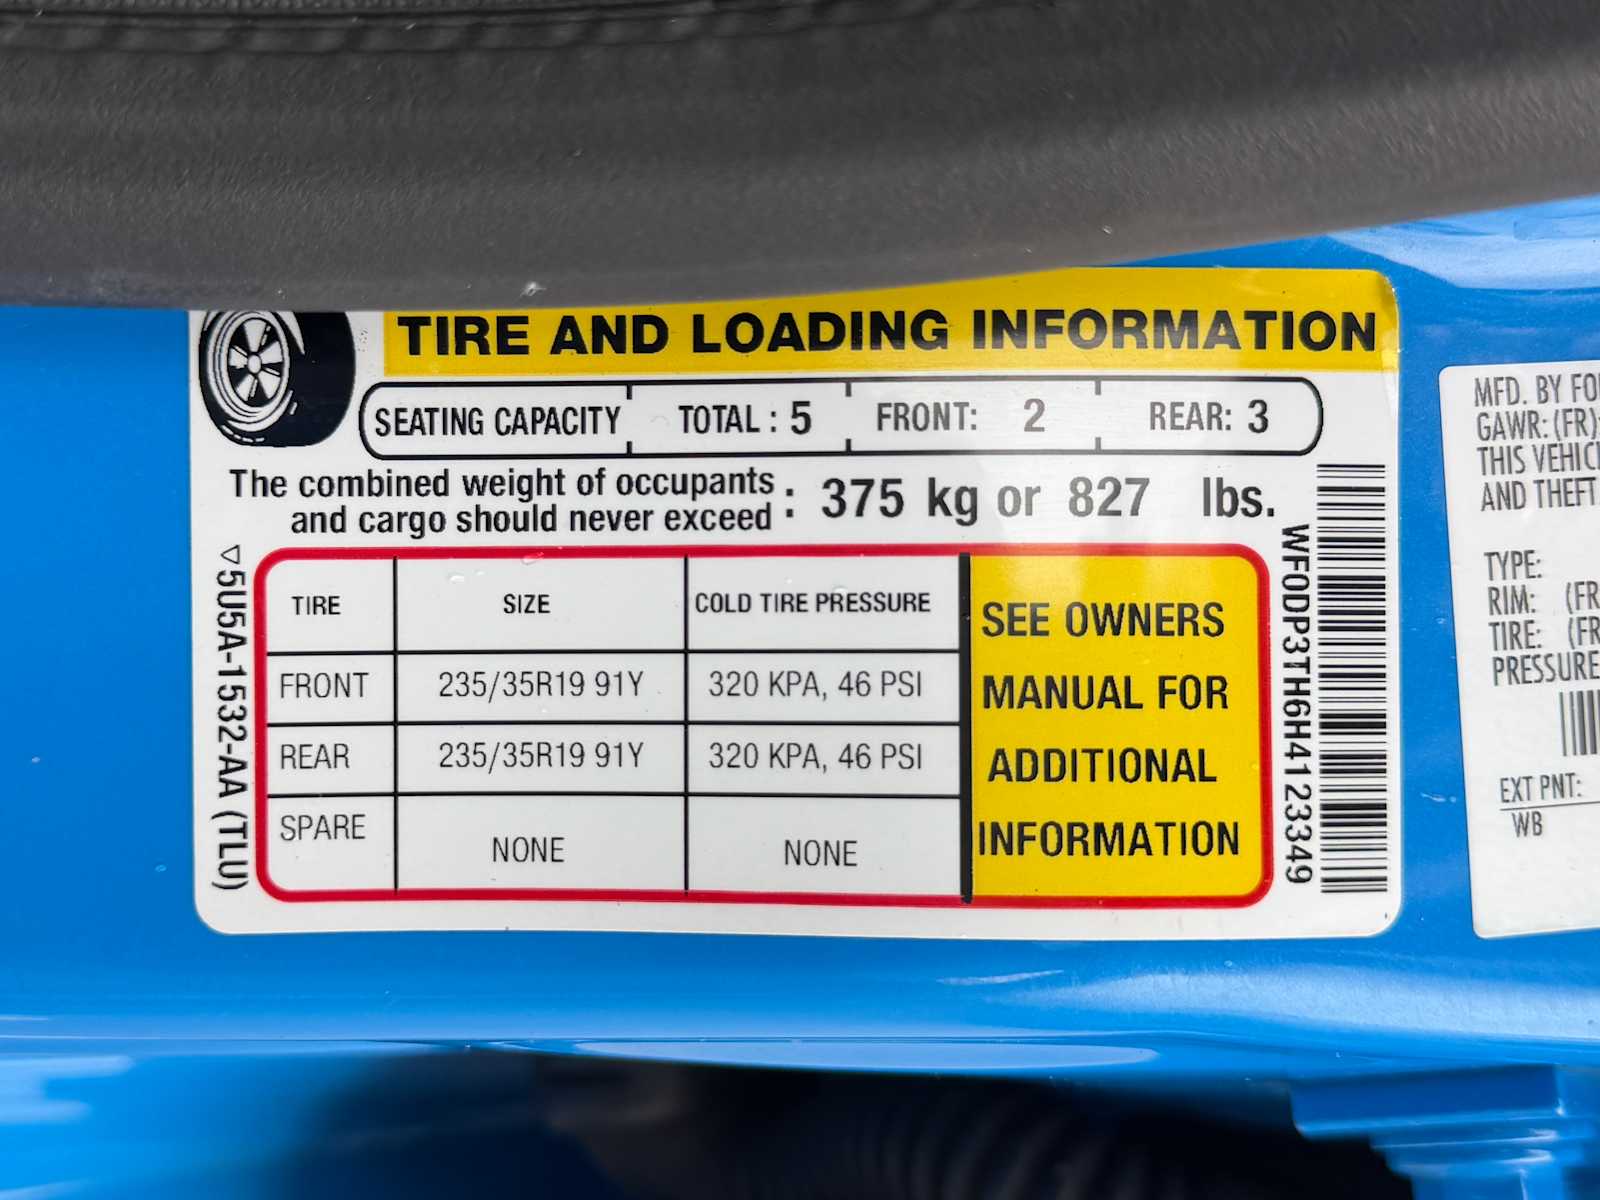 TIRE AND LOADING INFORMATION
SEATING CAPACITY TOTAL : 5 FRONT: 2 REAR: 3
The combined weight of occupants
and cargo should never exceed : 375 kg or 827 lbs.
TIRE SIZE COLD TIRE PRESSURE
FRONT 235/35R19 91Y 320 KPA, 46 PSI
REAR 235/35R19 91Y 320 KPA, 46 PSI
SPARE NONE NONE
SEE OWNERS
MANUAL FOR
ADDITIONAL
INFORMATION
5U5A-1532-AA (TLU)
WF0DP3TH6H4123349
MFD. BY
GAWR: (FR):
THIS
AND THEFT
TYPE:
RIM: (FR
TIRE: (FR
PRESSURE
EXT PNT:
WB